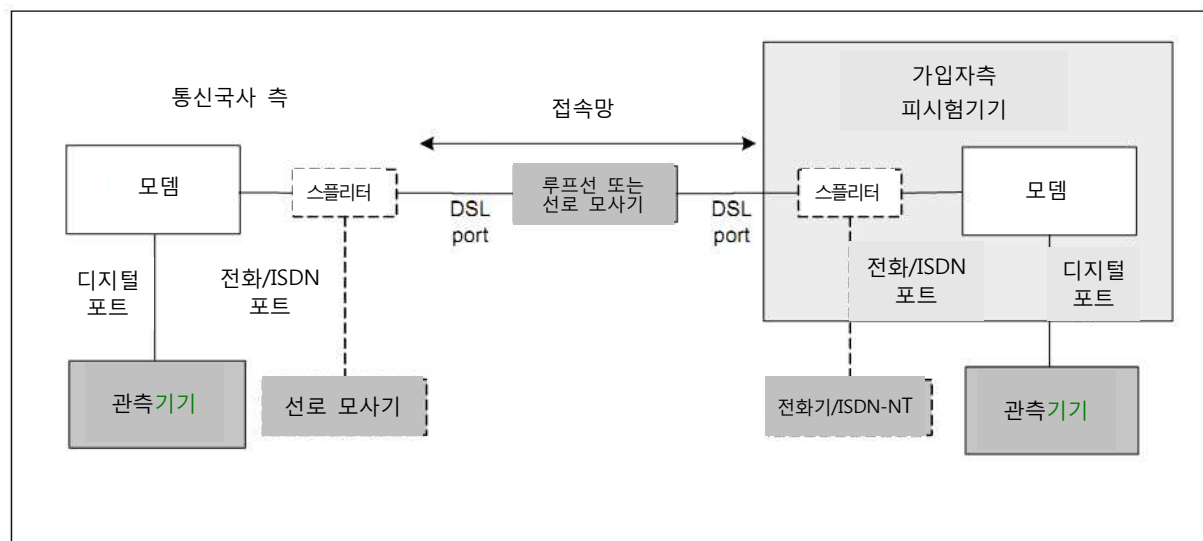 통신국사 측
접속망
가입자측
피시험기기
모뎀
스플리터
루프선 또는
선로 모사기
스플리터
모뎀
DSL
port
DSL
port
디지털
포트
전화/ISDN
포트
전화/ISDN
포트
디지털
포트
관측기기
선로 모사기
전화기/ISDN-NT
관측기기